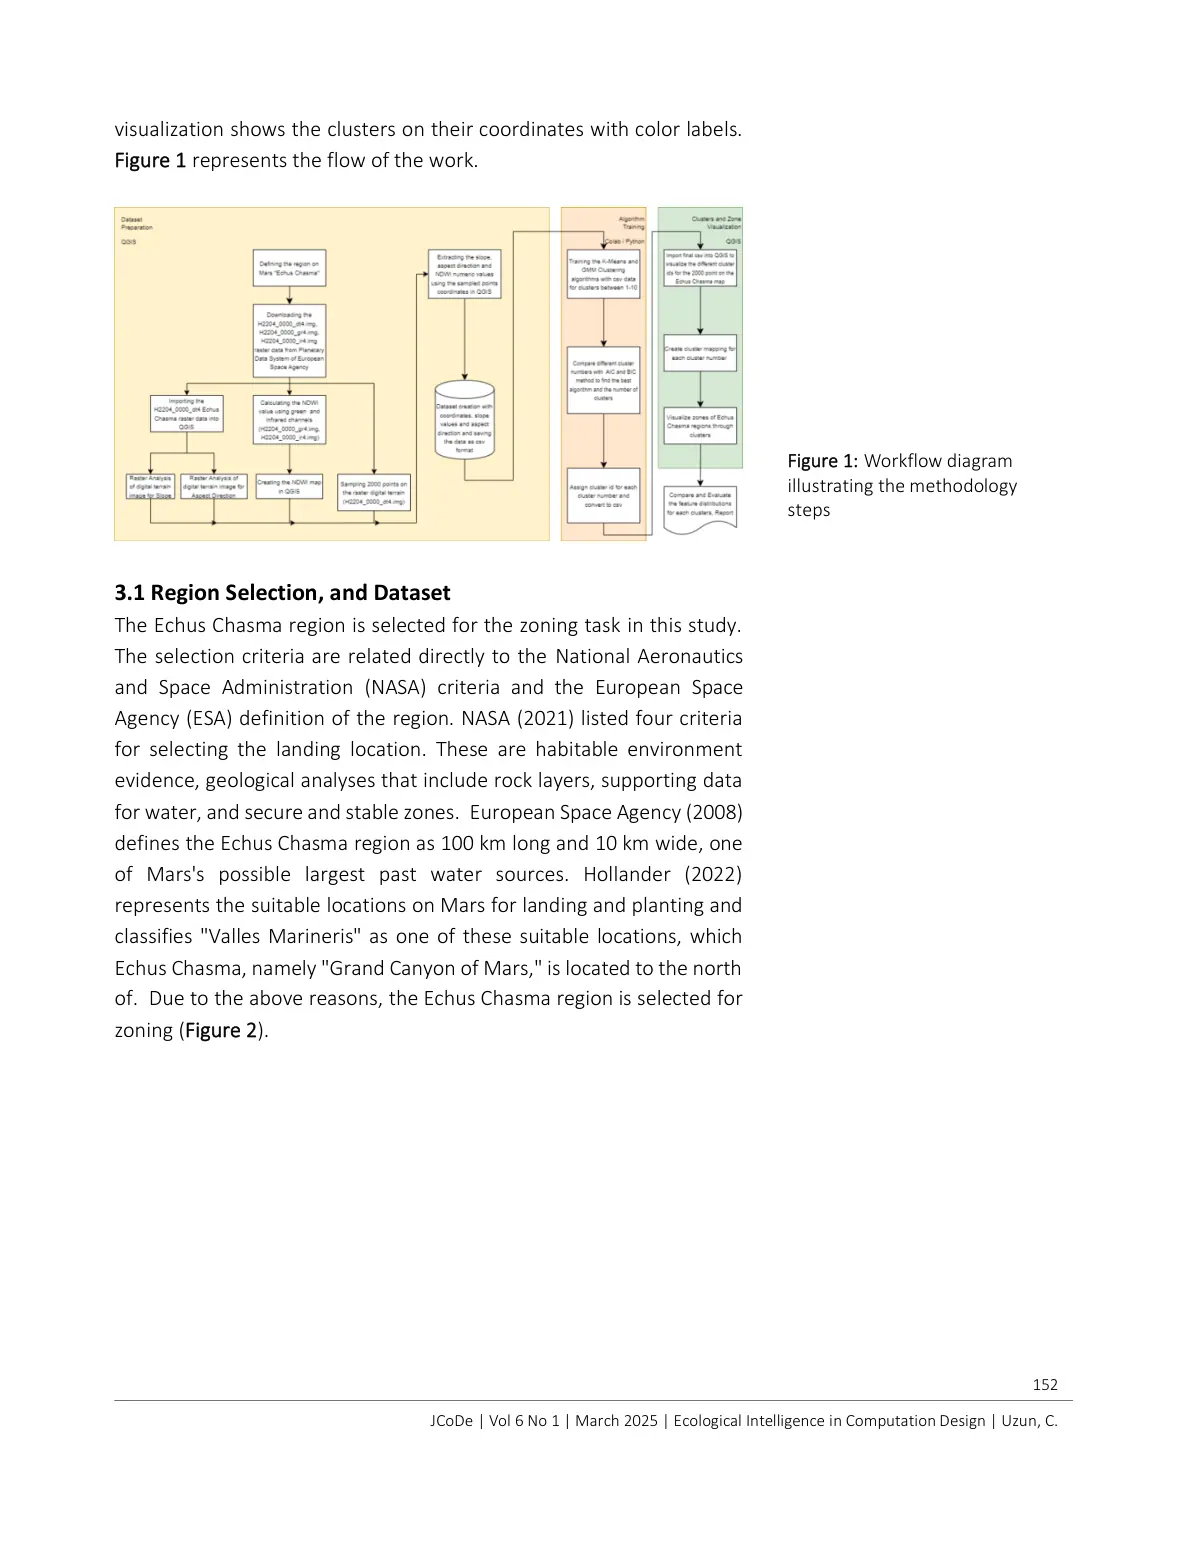 visualization shows the clusters on their coordinates with color labels.
Figure 1 represents the flow of the work.
Dataset
Preparation
QGIS
Defining the region on
Mars "Echus Chasma"
Downloading the
H2204_0000_dt4.img,
H2204_0000_gr4.img,
H2204_0000_ir4.img
raster data from Planetary
Data System of European
Space Agency
Importing the
H2204_0000_dt4 Echus
Chasma raster data into
QGIS
Calculating the NDWI
value using green and
infrared channels
(H2204_0000_gr4.img,
H2204_0000_ir4.img)
Raster Analysis
of digital terrain
image for Slope
Raster Analysis of
digital terrain image for
Aspect Direction
Creating the NDWI map
in QGIS
Sampling 2000 points on
the raster digital terrain
(H2204_0000_dt4.img)
Extracting the slope,
aspect direction and
NDWI numeric values
using the sampled points
coordinates in QGIS
Dataset creation with
coordinates, slope
values and aspect
direction and saving
the data as csv
format
Algorithm
Training
Colab / Python
Training the K-Means and
GMM Clustering
algorithms with csv data
for clusters between 1-10
Compare different cluster
numbers with AIC and BIC
method to find the best
algorithm and the number of
clusters
Assign cluster id for each
cluster number and
convert to csv
Clusters and Zone
Visualization
QGIS
Import final csv into QGIS to
visualize the different cluster
ids for the 2000 point on the
Echus Chasma map
Create cluster mapping for
each cluster number
Visualize zones of Echus
Chasma regions through
clusters
Compare and Evaluate
the feature distributions
for each clusters, Report
Figure 1: Workflow diagram
illustrating the methodology
steps
3.1 Region Selection, and Dataset
The Echus Chasma region is selected for the zoning task in this study.
The selection criteria are related directly to the National Aeronautics
and Space Administration (NASA) criteria and the European Space
Agency (ESA) definition of the region. NASA (2021) listed four criteria
for selecting the landing location. These are habitable environment
evidence, geological analyses that include rock layers, supporting data
for water, and secure and stable zones. European Space Agency (2008)
defines the Echus Chasma region as 100 km long and 10 km wide, one
of Mars's possible largest past water sources. Hollander (2022)
represents the suitable locations on Mars for landing and planting and
classifies "Valles Marineris" as one of these suitable locations, which
Echus Chasma, namely "Grand Canyon of Mars," is located to the north
of. Due to the above reasons, the Echus Chasma region is selected for
zoning (Figure 2).
152
JCoDe | Vol 6 No 1 | March 2025 | Ecological Intelligence in Computation Design | Uzun, C.